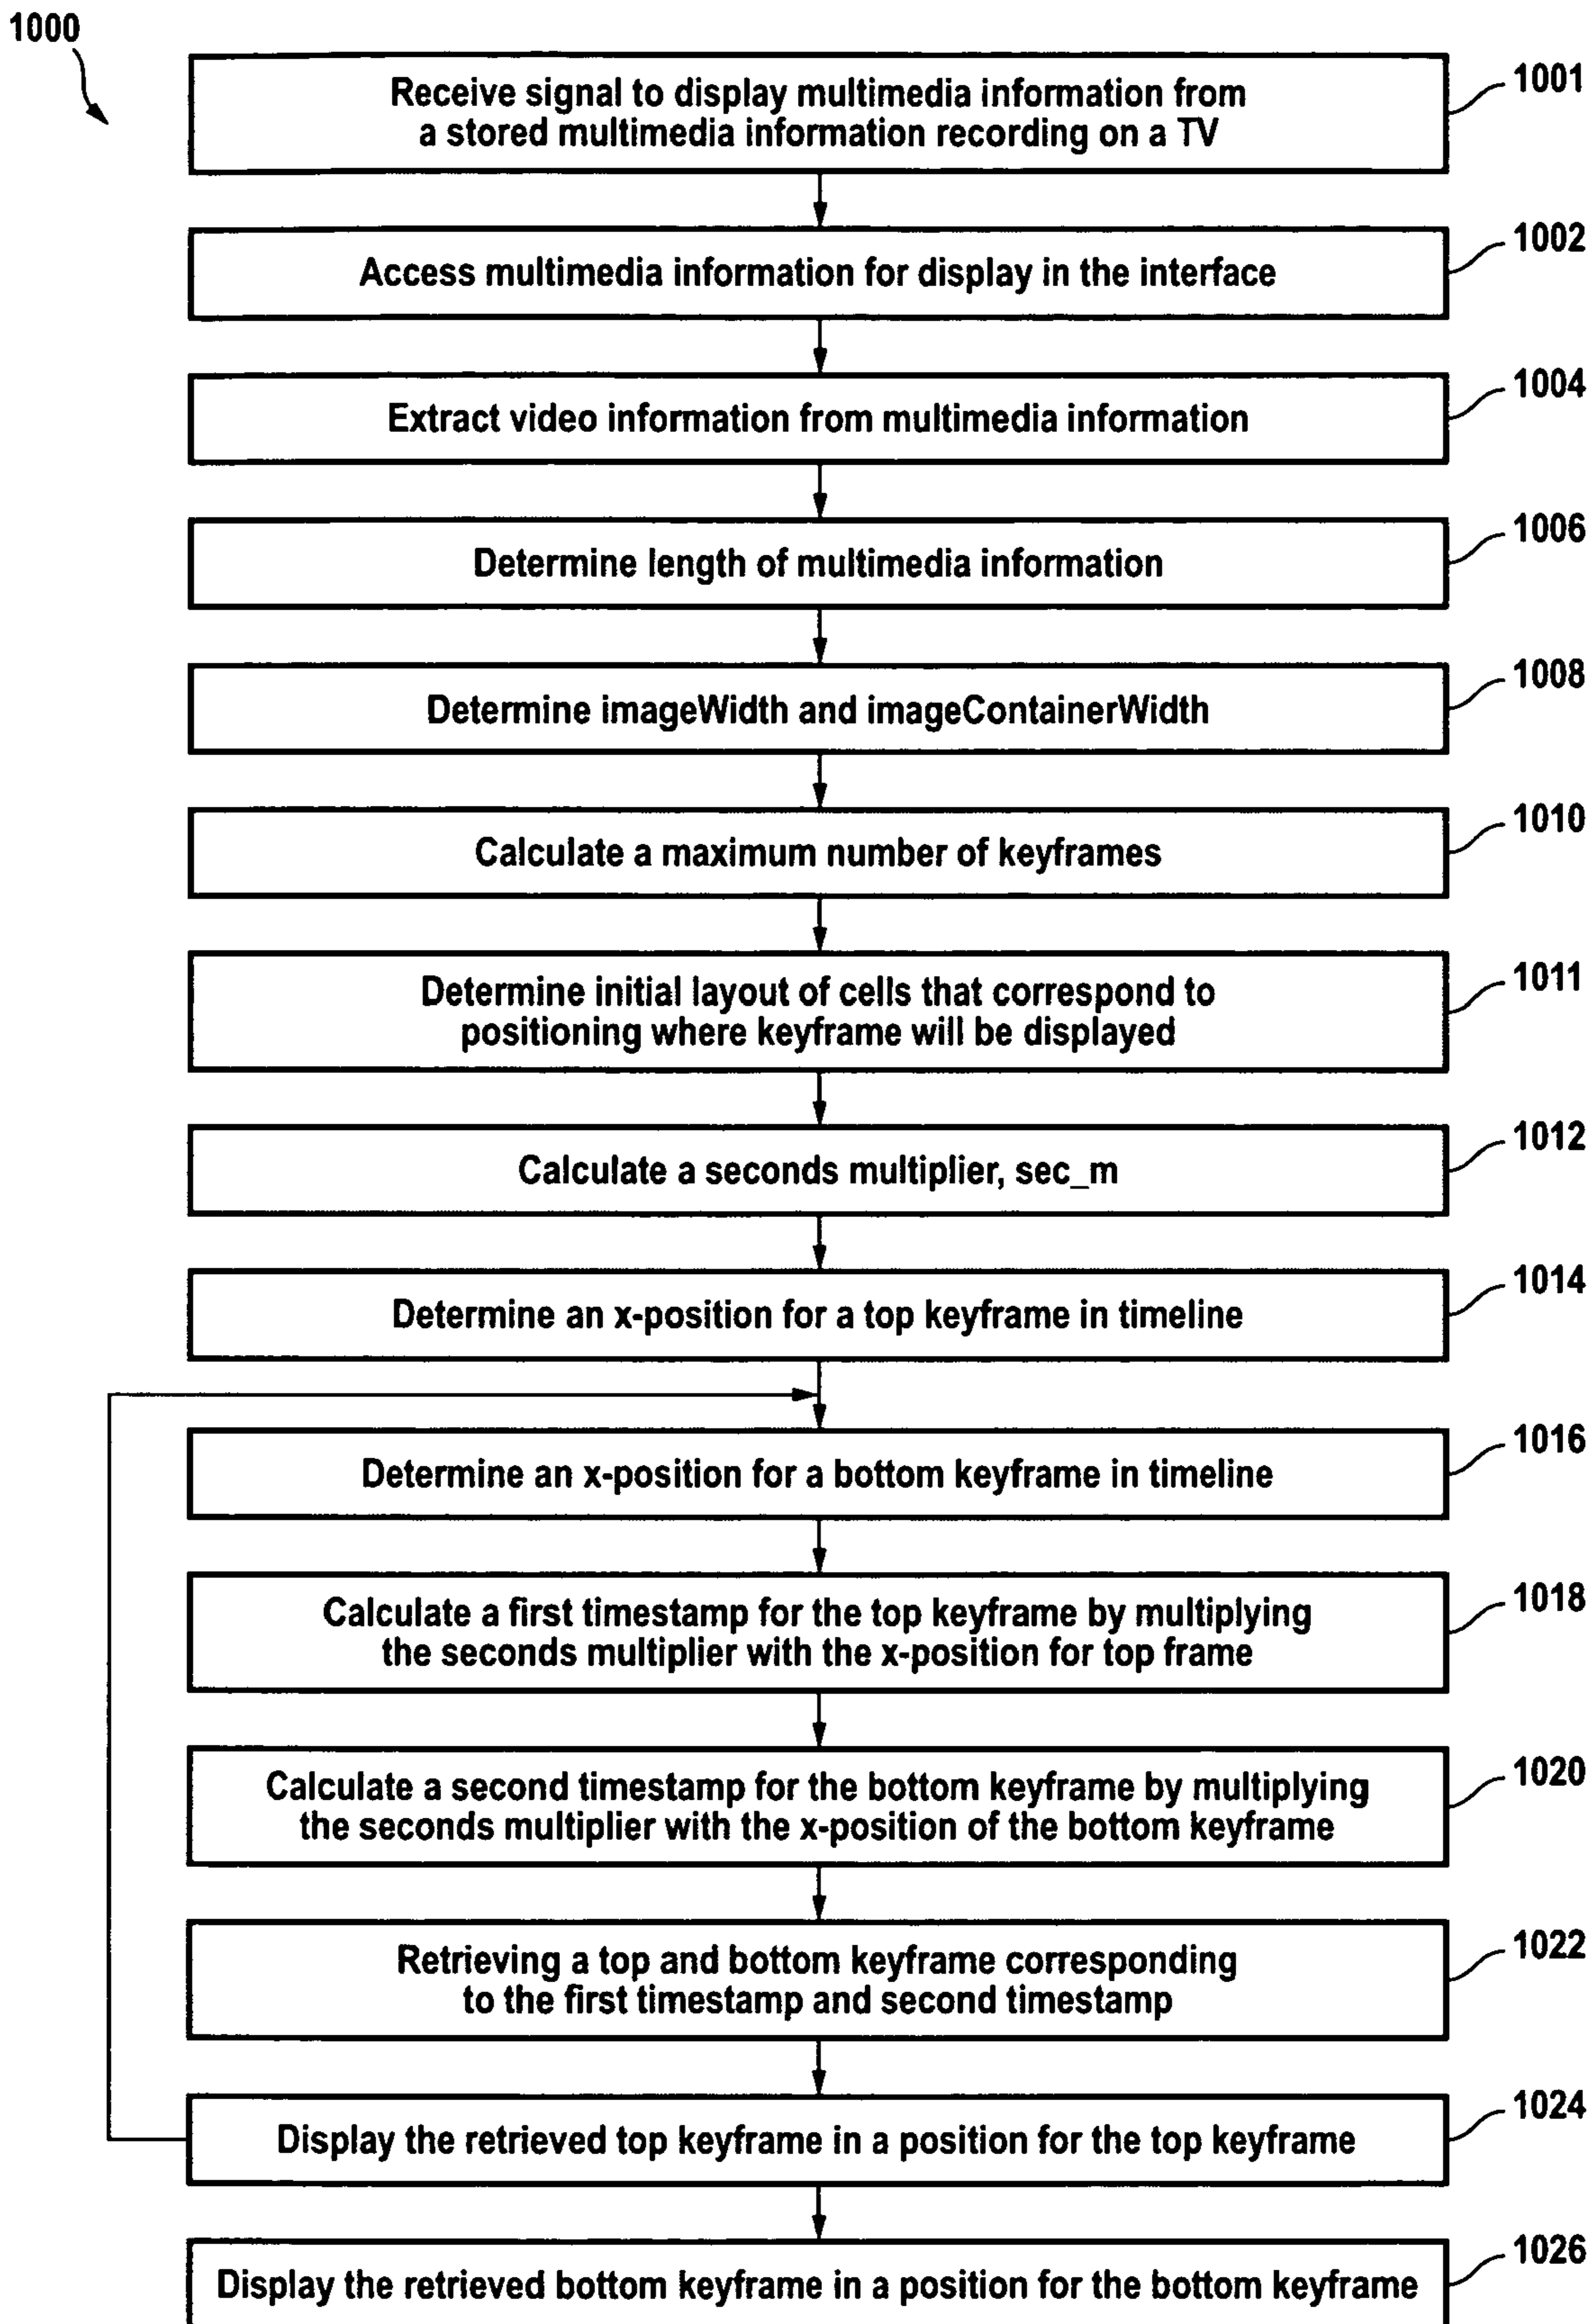 1000
Receive signal to display multimedia information from
a stored multimedia information recording on a TV
1001
Access multimedia information for display in the interface
1002
Extract video information from multimedia information
1004
Determine length of multimedia information
1006
Determine imageWidth and imageContainerWidth
1008
Calculate a maximum number of keyframes
1010
Determine initial layout of cells that correspond to
positioning where keyframe will be displayed
1011
Calculate a seconds multiplier, sec_m
1012
Determine an x-position for a top keyframe in timeline
1014
Determine an x-position for a bottom keyframe in timeline
1016
Calculate a first timestamp for the top keyframe by multiplying
the seconds multiplier with the x-position for top frame
1018
Calculate a second timestamp for the bottom keyframe by multiplying
the seconds multiplier with the x-position of the bottom keyframe
1020
Retrieving a top and bottom keyframe corresponding
to the first timestamp and second timestamp
1022
Display the retrieved top keyframe in a position for the top keyframe
1024
Display the retrieved bottom keyframe in a position for the bottom keyframe
1026